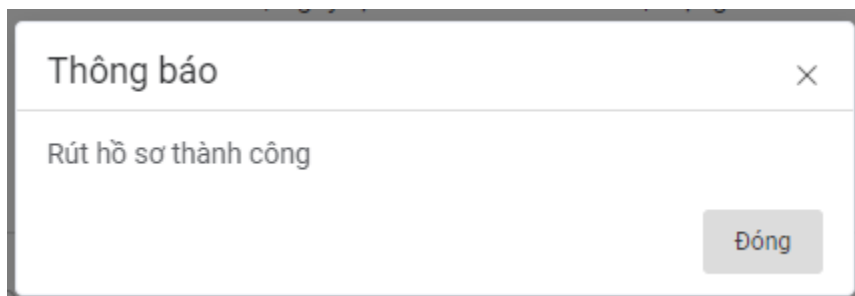 Thông báo
Rút hồ sơ thành công
Đóng